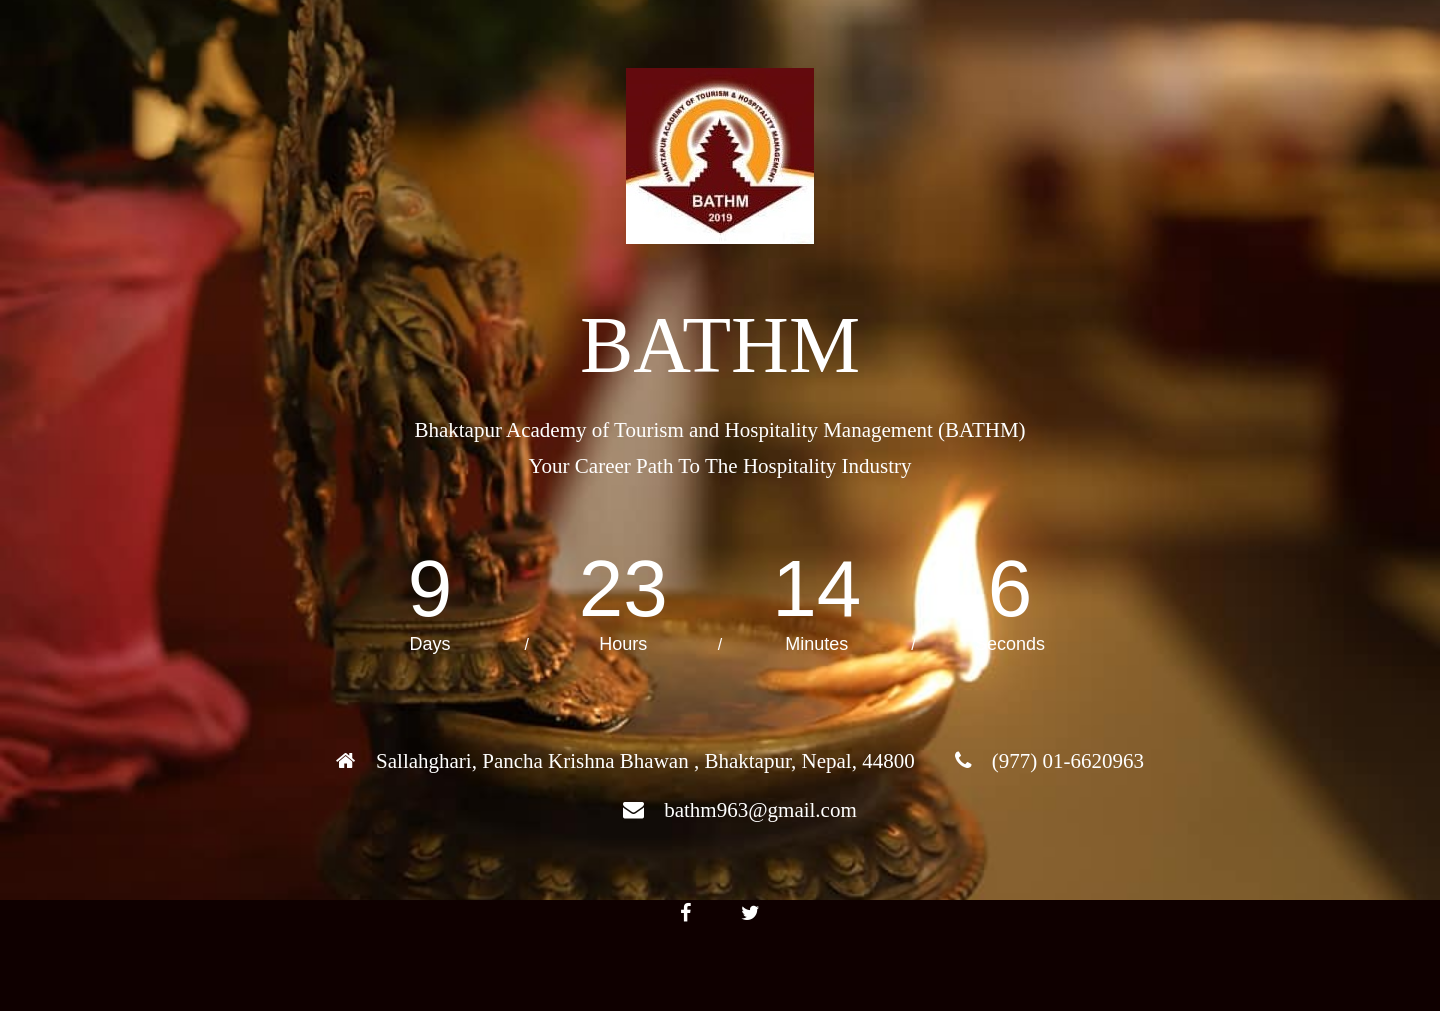 BHAKTAPUR ACADEMY OF TOURISM & HOSPITALITY MANAGEMENT
BATHM
2019
BATHM
Bhaktapur Academy of Tourism and Hospitality Management (BATHM)
Your Career Path To The Hospitality Industry
9 23 14 6
Days / Hours / Minutes / Seconds
Sallahghari, Pancha Krishna Bhawan , Bhaktapur, Nepal, 44800 (977) 01-6620963
bathm963@gmail.com